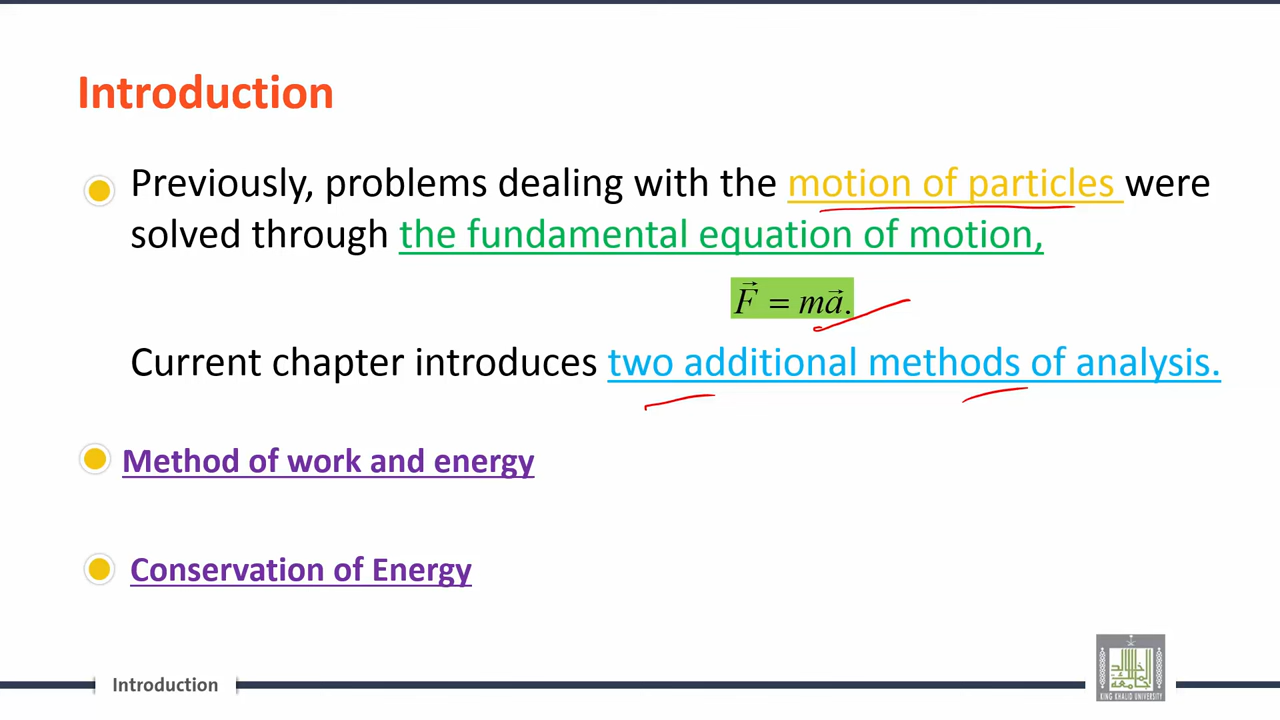 Introduction
Previously, problems dealing with the motion of particles were
solved through the fundamental equation of motion,
F⃗ = ma⃗.
Current chapter introduces two additional methods of analysis.
Method of work and energy
Conservation of Energy
Introduction
KING KHALID UNIVERSITY